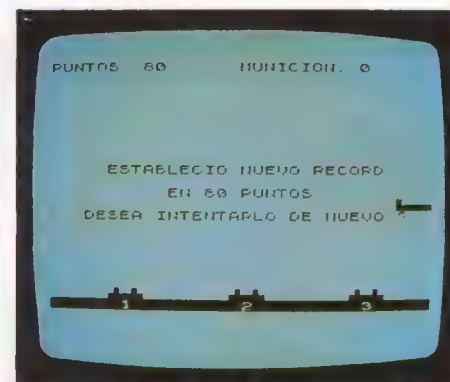 PUNTOS 80 MUNICION. 0
ESTABLECIO NUEVO RECORD
EN 80 PUNTOS
DESEA INTENTARLO DE NUEVO
1 2 3